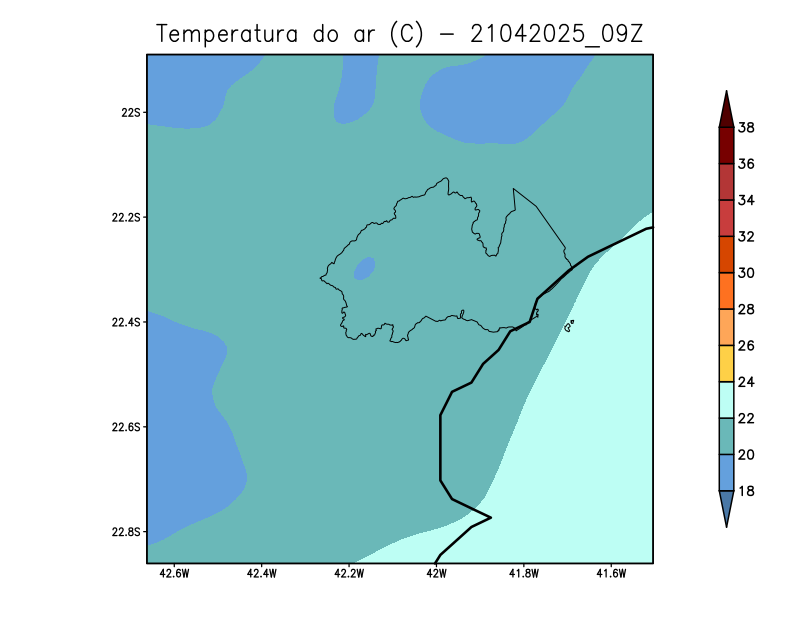 Temperatura do ar (C) - 21042025_09Z
22S
22.2S
22.4S
22.6S
22.8S
42.6W
42.4W
42.2W
42W
41.8W
41.6W
38
36
34
32
30
28
26
24
22
20
18